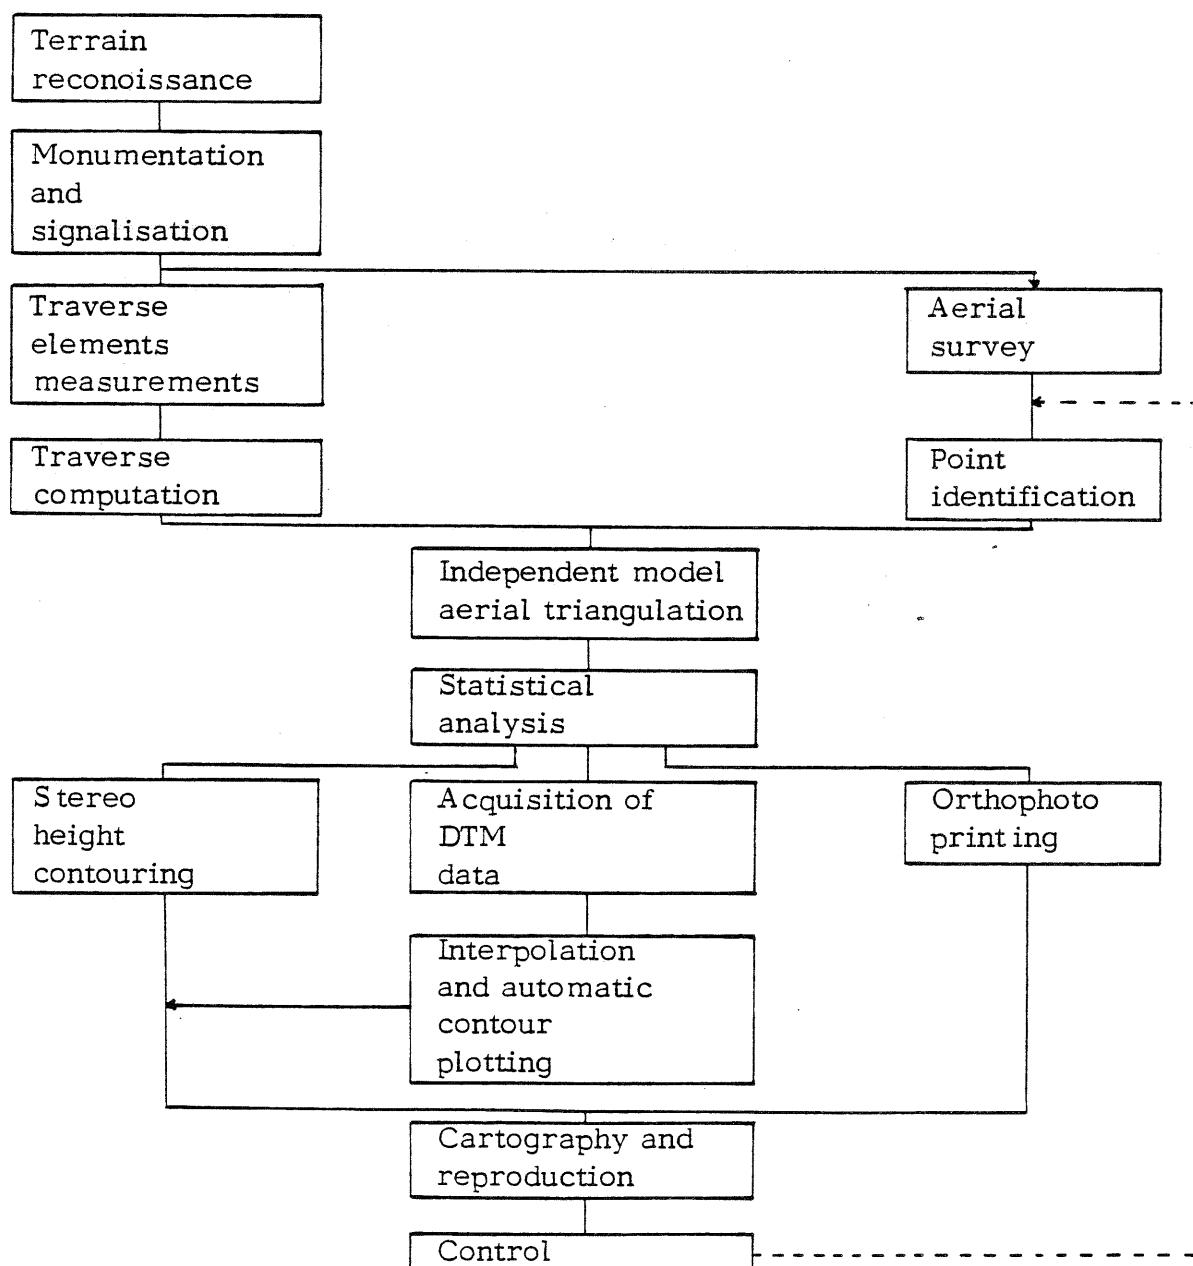 Terrain
reconoissance
Monumentation
and
signalisation
Traverse
elements
measurements
Aerial
survey
Traverse
computation
Point
identification
Independent model
aerial triangulation
Statistical
analysis
Stereo
height
contouring
Acquisition of
DTM
data
Orthophoto
printing
Interpolation
and automatic
contour
plotting
Cartography and
reproduction
Control